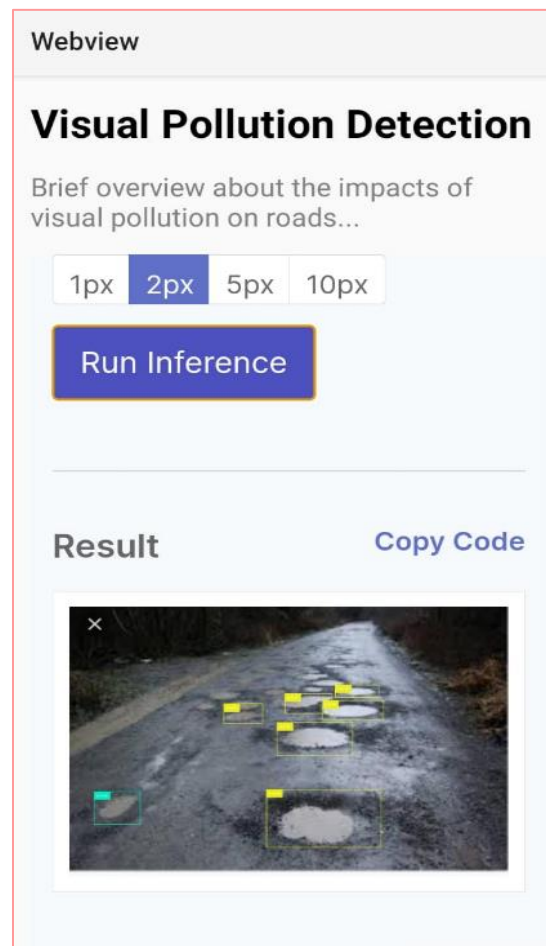 Webview
Visual Pollution Detection
Brief overview about the impacts of
visual pollution on roads...
1px 2px 5px 10px
Run Inference
Result Copy Code